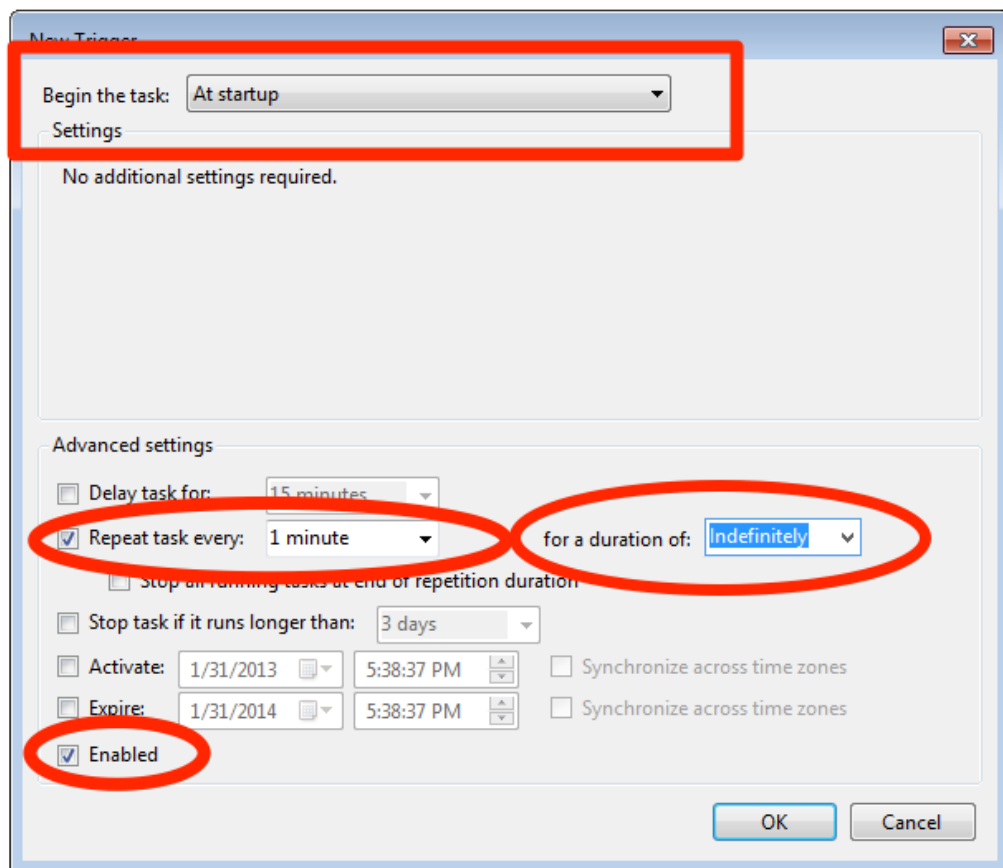 New Trigger
Begin the task: At startup
Settings
No additional settings required.
Advanced settings
Delay task for: 15 minutes
Repeat task every: 1 minute for a duration of: Indefinitely
Stop all running tasks at end of repetition duration
Stop task if it runs longer than: 3 days
Activate: 1/31/2013 5:38:37 PM Synchronize across time zones
Expire: 1/31/2014 5:38:37 PM Synchronize across time zones
Enabled
OK Cancel